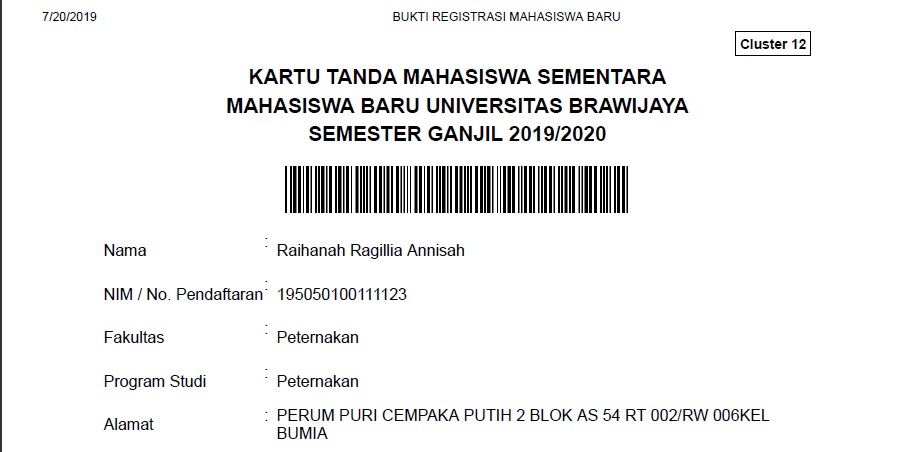 7/20/2019 BUKTI REGISTRASI MAHASISWA BARU
Cluster 12
KARTU TANDA MAHASISWA SEMENTARA
MAHASISWA BARU UNIVERSITAS BRAWIJAYA
SEMESTER GANJIL 2019/2020
Nama : Raihanah Ragillia Annisah
NIM / No. Pendaftaran : 195050100111123
Fakultas : Peternakan
Program Studi : Peternakan
Alamat : PERUM PURI CEMPAKA PUTIH 2 BLOK AS 54 RT 002/RW 006KEL
BUMIA